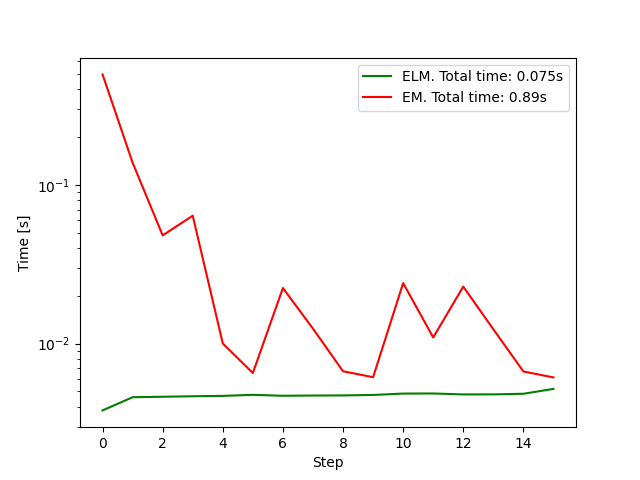 ELM. Total time: 0.075s
EM. Total time: 0.89s
Time [s]
10⁻¹
10⁻²
0 2 4 6 8 10 12 14
Step